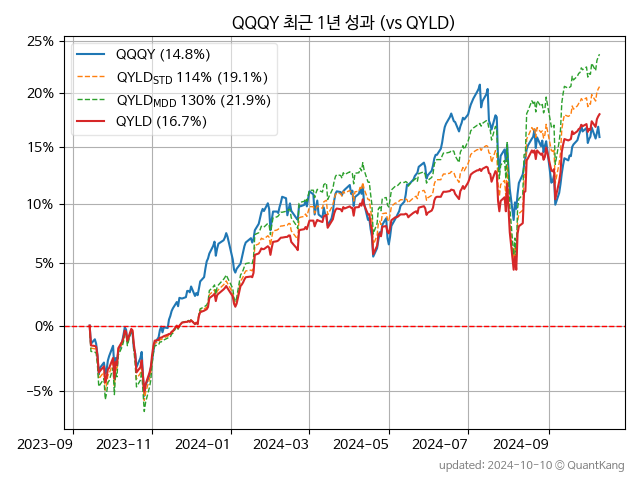 QQQY 최근 1년 성과 (vs QYLD)
25%
20%
15%
10%
5%
0%
−5%
QQQY (14.8%)
QYLD_STD 114% (19.1%)
QYLD_MDD 130% (21.9%)
QYLD (16.7%)
2023-09
2023-11
2024-01
2024-03
2024-05
2024-07
2024-09
updated: 2024-10-10 © QuantKang